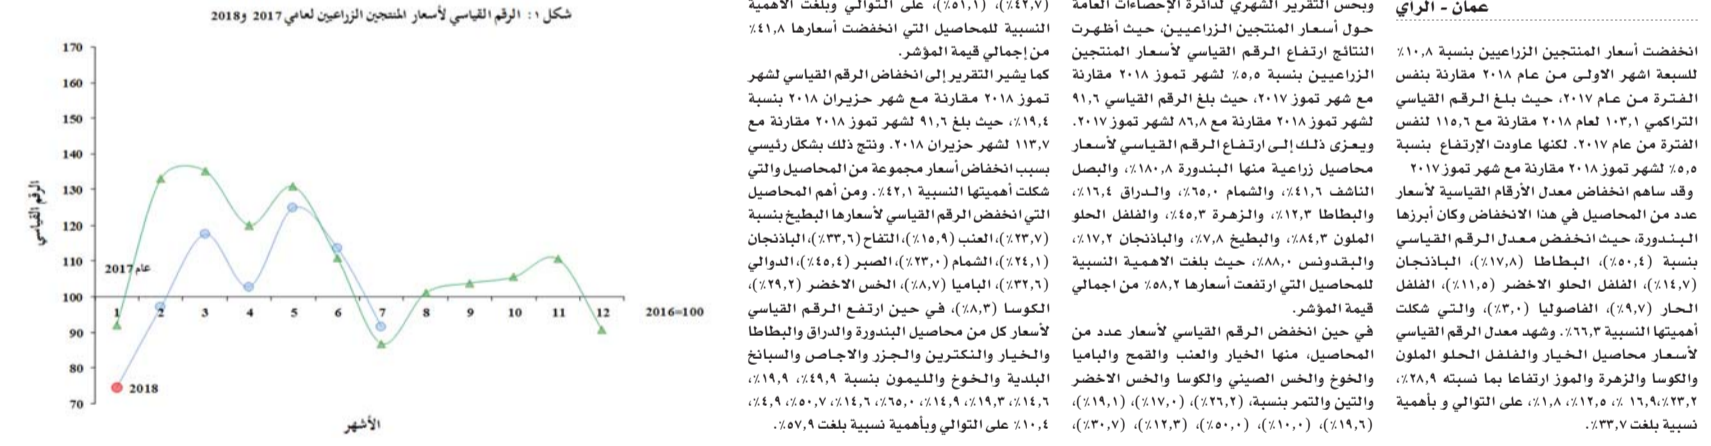 عمان - الرأي
انخفضت أسعار المنتجين الزراعيين بنسبة ١٠,٨٪
للسبعة اشهر الاولى من عام ٢٠١٨ مقارنة بنفس
الفترة من عام ٢٠١٧، حيث بلغ الرقم القياسي
التراكمي ١٠٣,١ لعام ٢٠١٨ مقارنة مع ١١٥,٦ لنفس
الفترة من عام ٢٠١٧. لكنها عاودت الإرتفاع بنسبة
٥,٥٪ لشهر تموز ٢٠١٨ مقارنة مع شهر تموز ٢٠١٧
وقد ساهم انخفاض معدل الأرقام القياسية لأسعار
عدد من المحاصيل في هذا الانخفاض وكان أبرزها
البندورة، حيث انخفض معدل الرقم القياسي
بنسبة (٥٠,٤٪)، البطاطا (١٧,٨٪)، الباذنجان
(١٤,٧٪)، الفلفل الحلو الاخضر (١١,٥٪)، الفلفل
الحار (٩,٧٪)، الفاصوليا (٣,٠٪)، والتي شكلت
أهميتها النسبية ٦٦,٣٪. وشهد معدل الرقم القياسي
لأسعار محاصيل الخيار والفلفل الحلو الملون
والكوسا والزهرة والموز ارتفاعا بما نسبته ٢٨,٩٪،
٢٣,٢٪،١٦,٩٪ ،١٢,٥٪ ،١,٨٪، على التوالي و بأهمية
نسبية بلغت ٣٣,٧٪.
وبحس التقرير الشهري لدائرة الإحصاءات العامة
حول أسعار المنتجين الزراعيين، حيث أظهرت
النتائج ارتفاع الرقم القياسي لأسعار المنتجين
الزراعيين بنسبة ٥,٥٪ لشهر تموز ٢٠١٨ مقارنة
مع شهر تموز ٢٠١٧، حيث بلغ الرقم القياسي ٩١,٦
لشهر تموز ٢٠١٨ مقارنة مع ٨٦,٨ لشهر تموز ٢٠١٧.
ويعزى ذلك إلى ارتفاع الرقم القياسي لأسعار
محاصيل زراعية منها البندورة ١٨٠,٨٪، والبصل
الناشف ٤١,٦٪، والشمام ٦٥,٠٪، والدراق ١٦,٤٪،
والبطاطا ١٢,٣٪، والزهرة ٤٥,٣٪، والفلفل الحلو
الملون ٨٤,٣٪، والبطيخ ٧,٨٪، والباذنجان ١٧,٢٪،
والبقدونس ٨٨,٠٪، حيث بلغت الاهمية النسبية
للمحاصيل التي ارتفعت أسعارها ٥٨,٢٪ من اجمالي
قيمة المؤشر.
في حين انخفض الرقم القياسي لأسعار عدد من
المحاصيل، منها الخيار والعنب والقمح والباميا
والخوخ والخس الصيني والكوسا والخس الاخضر
والتين والتمر بنسبة، (٢٦,٢٪)، (١٧,٠٪)، (١٩,١٪)،
(١٩,٦٪)، (١٠,٠٪)، (٥٠,٠٪)، (١٢,٣٪)، (٣٠,٧٪)،
(٤٢,٧٪)، (٥١,١٪)، على التوالي وبلغت الاهمية
النسبية للمحاصيل التي انخفضت أسعارها ٤١,٨٪
من إجمالي قيمة المؤشر.
كما يشير التقرير إلى انخفاض الرقم القياسي لشهر
تموز ٢٠١٨ مقارنة مع شهر حزيران ٢٠١٨ بنسبة
١٩,٤٪، حيث بلغ ٩١,٦ لشهر تموز ٢٠١٨ مقارنة مع
١١٣,٧ لشهر حزيران ٢٠١٨. ونتج ذلك بشكل رئيسي
بسبب انخفاض أسعار مجموعة من المحاصيل والتي
شكلت أهميتها النسبية ٤٢,١٪. ومن أهم المحاصيل
التي انخفض الرقم القياسي لأسعارها البطيخ بنسبة
(٢٣,٧٪)، العنب (١٥,٩٪)، التفاح (٣٣,٦٪)، الباذنجان
(٢٤,١٪)، الشمام (٢٣,٠٪)، الصبر (٤٥,٤٪)، الدوالي
(٣٢,٦٪)، الباميا (٨,٧٪)، الخس الاخضر (٢٩,٢٪)،
الكوسا (٨,٣٪)، في حين ارتفع الرقم القياسي
لأسعار كل من محاصيل البندورة والدراق والبطاطا
والخيار والنكترين والجزر والاجاص والسبانخ
البلدية والخوخ والليمون بنسبة ٤٩,٩٪، ١٩,٩٪،
١٤,٦٪، ١٩,٣٪، ١٤,٩٪، ٦٥,٠٪، ١٤,٦٪، ٥٠,٧٪، ٤,٩٪،
١٠,٤٪ على التوالي وبأهمية نسبية بلغت ٥٧,٩٪.
شكل ١: الرقم القياسي لأسعار المنتجين الزراعيين لعامي 2017 و2018
170
160
150
140
130
120
110
100
90
80
70
الرقم القياسي
عام 2017
1 2 3 4 5 6 7 8 9 10 11 12
2016=100
2018
الأشهر